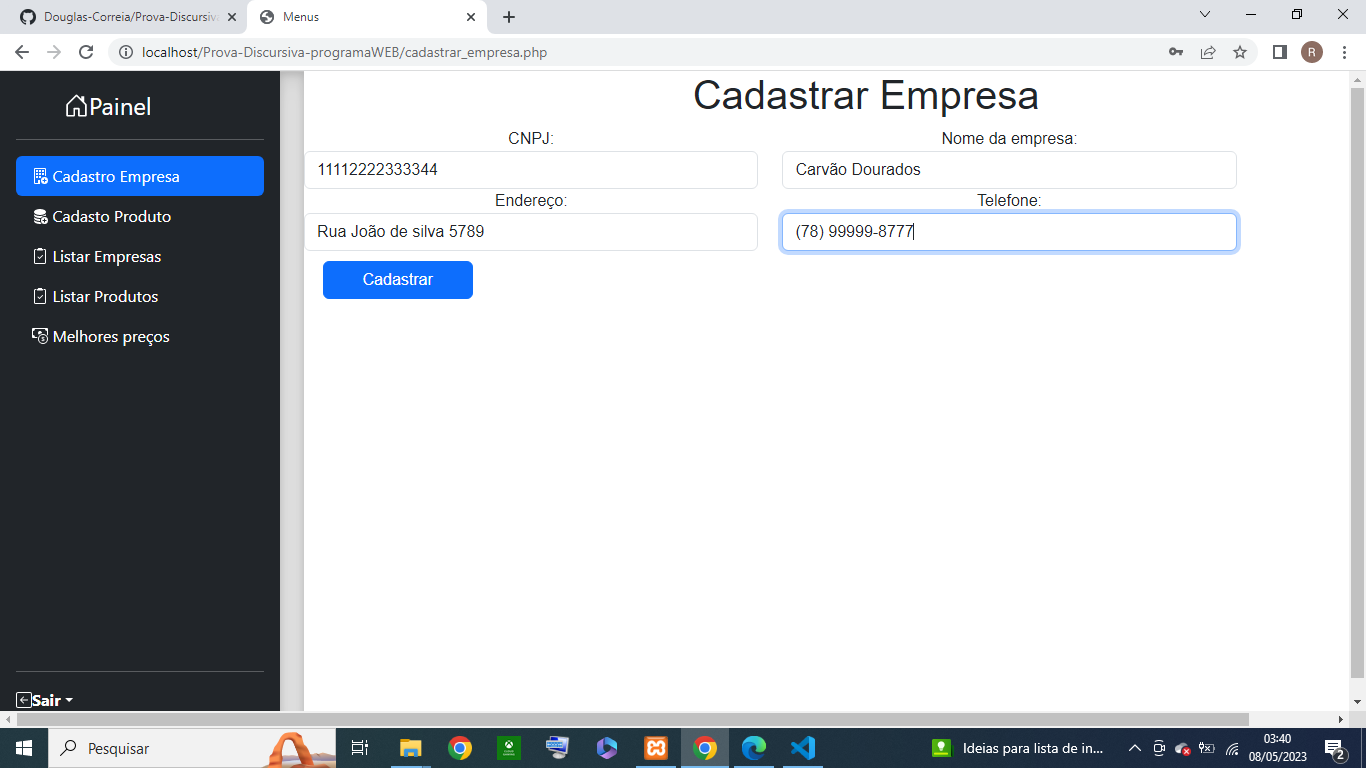 Douglas-Correia/Prova-Discursiv
Menus
localhost/Prova-Discursiva-programaWEB/cadastrar_empresa.php
R
Painel
Cadastro Empresa
Cadasto Produto
Listar Empresas
Listar Produtos
Melhores preços
Sair
Cadastrar Empresa
CNPJ:
Nome da empresa:
11112222333344
Carvão Dourados
Endereço:
Telefone:
Rua João de silva 5789
(78) 99999-8777
Cadastrar
Pesquisar
Ideias para lista de in...
03:40
08/05/2023
2